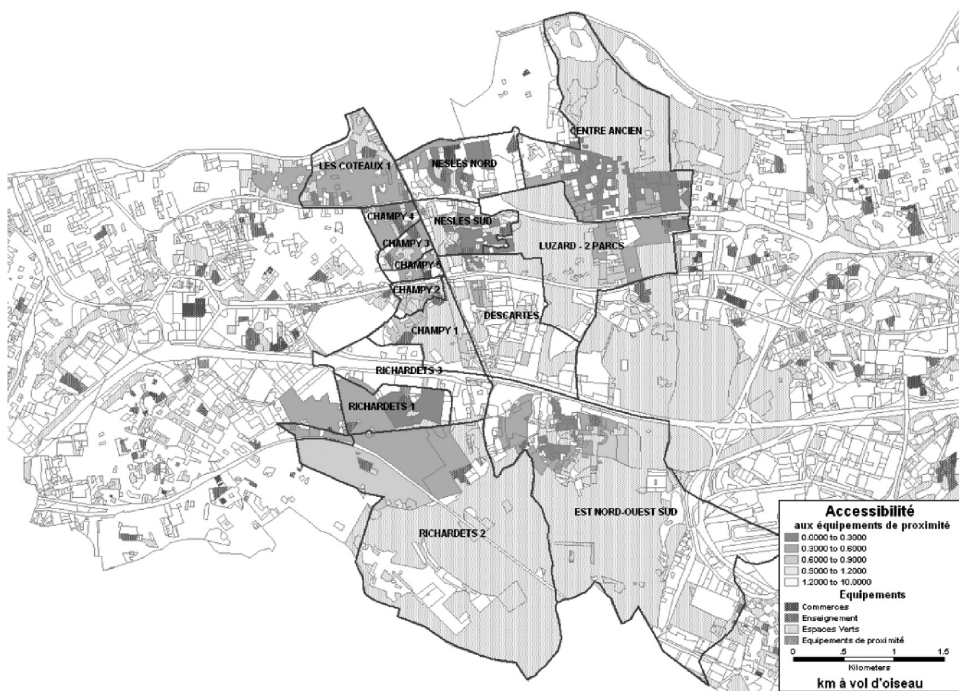 CENTRE ANCIEN
LES COTEAUX 1
NESLES NORD
CHAMPY 4
NESLES SUD
CHAMPY 3
LUZARD - 2 PARCS
CHAMPY 5
CHAMPY 2
DESCARTES
CHAMPY 1
RICHARDETS 3
RICHARDETS 1
EST NORD-OUEST SUD
RICHARDETS 2
Accessibilité
aux équipements de proximité
0.0000 to 0.3000
0.3000 to 0.6000
0.6000 to 0.9000
0.9000 to 1.2000
1.2000 to 10.0000
Equipements
Commerces
Enseignement
Espaces Verts
Equipements de proximité
0 .5 1 1.5
Kilometers
km à vol d'oiseau